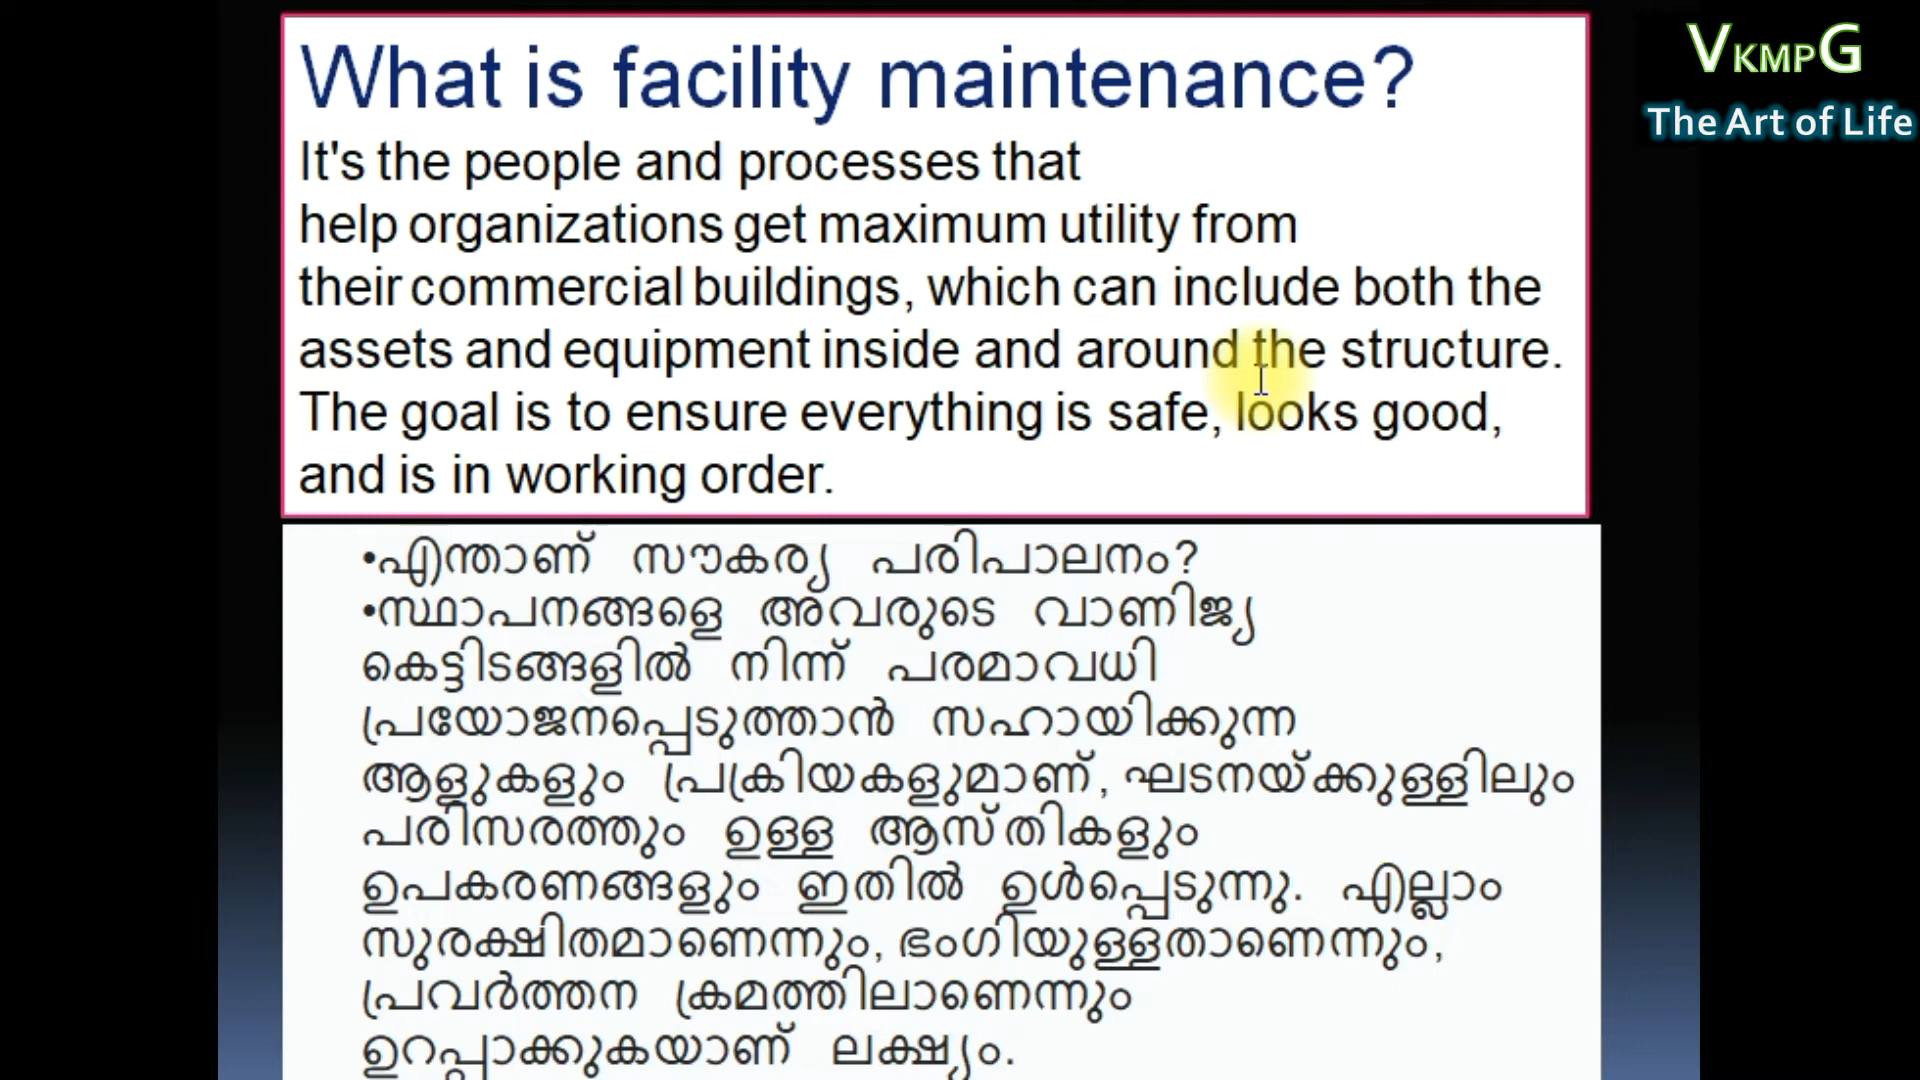 What is facility maintenance?
It's the people and processes that
help organizations get maximum utility from
their commercial buildings, which can include both the
assets and equipment inside and around the structure.
The goal is to ensure everything is safe, looks good,
and is in working order.
VKMPG
The Art of Life
•എന്താണ് സൗകര്യ പരിപാലനം?
•സ്ഥാപനങ്ങളെ അവരുടെ വാണിജ്യ
കെട്ടിടങ്ങളിൽ നിന്ന് പരമാവധി
പ്രയോജനപ്പെടുത്താൻ സഹായിക്കുന്ന
ആളുകളും പ്രക്രിയകളുമാണ്, ഘടനയ്ക്കുള്ളിലും
പരിസരത്തും ഉള്ള ആസ്തികളും
ഉപകരണങ്ങളും ഇതിൽ ഉൾപ്പെടുന്നു. എല്ലാം
സുരക്ഷിതമാണെന്നും, ഭംഗിയുള്ളതാണെന്നും,
പ്രവർത്തന ക്രമത്തിലാണെന്നും
ഉറപ്പാക്കുകയാണ് ലക്ഷ്യം.